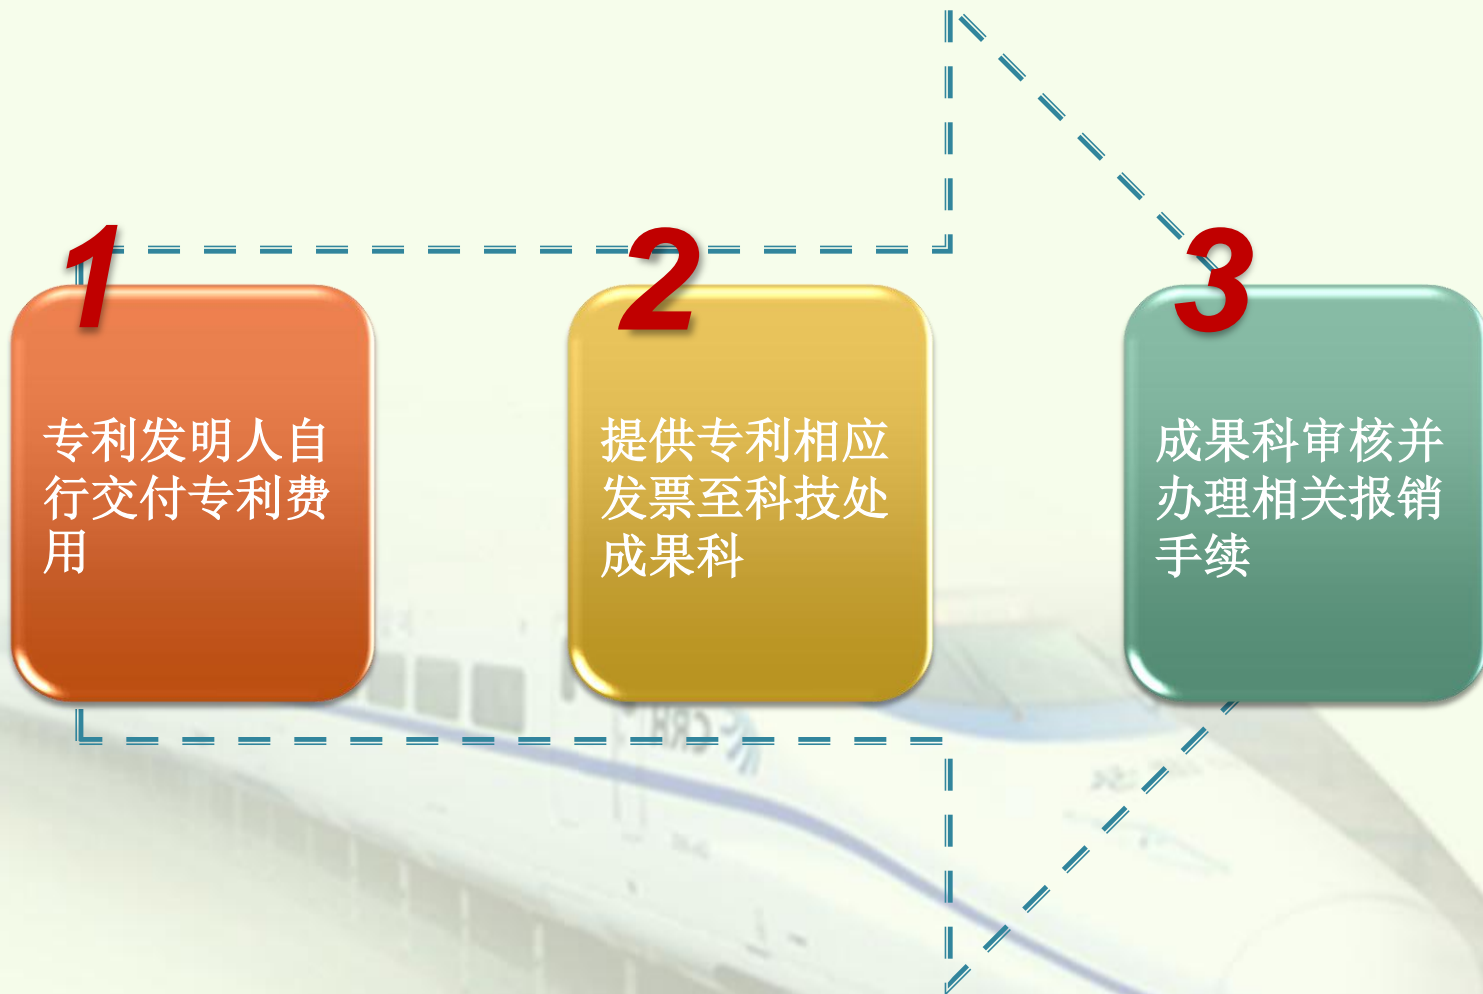 1
专利发明人自
行交付专利费
用
2
提供专利相应
发票至科技处
成果科
3
成果科审核并
办理相关报销
手续
CRH